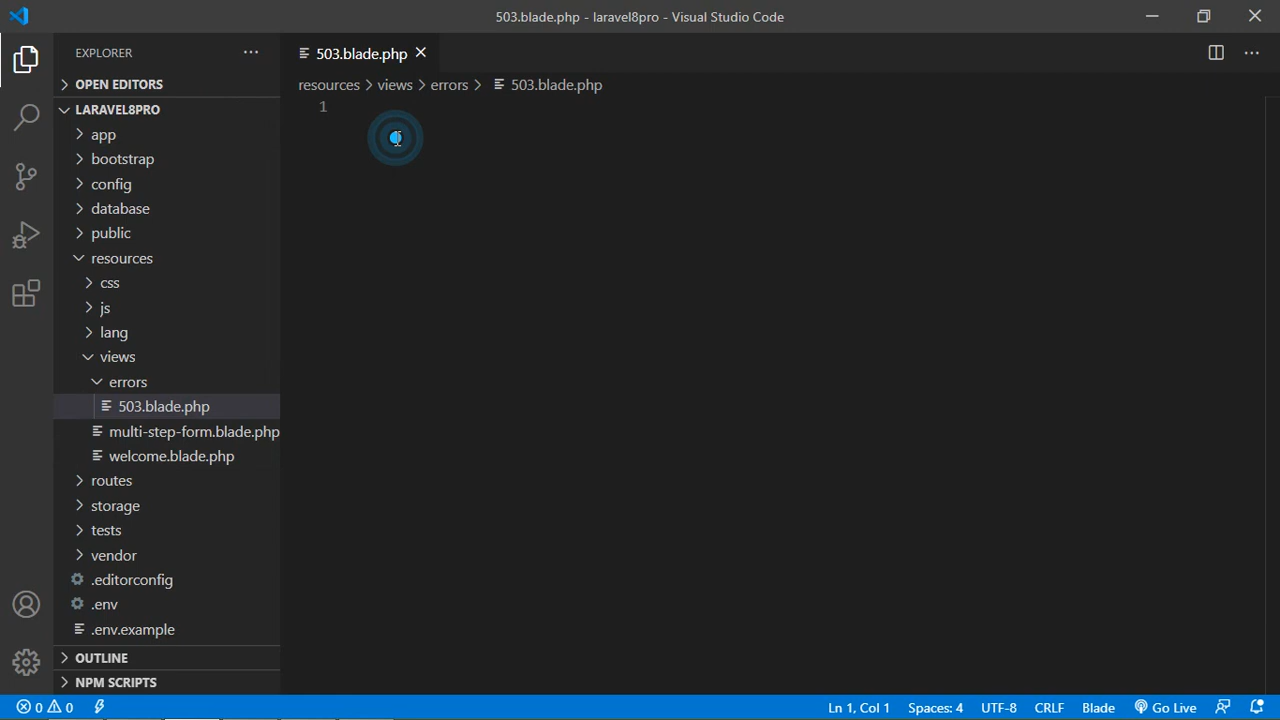 503.blade.php - laravel8pro - Visual Studio Code
EXPLORER
503.blade.php
OPEN EDITORS
resources > views > errors > 503.blade.php
LARAVEL8PRO
1
app
bootstrap
config
database
public
resources
css
js
lang
views
errors
503.blade.php
multi-step-form.blade.php
welcome.blade.php
routes
storage
tests
vendor
.editorconfig
.env
.env.example
OUTLINE
NPM SCRIPTS
0 0 Ln 1, Col 1 Spaces: 4 UTF-8 CRLF Blade Go Live